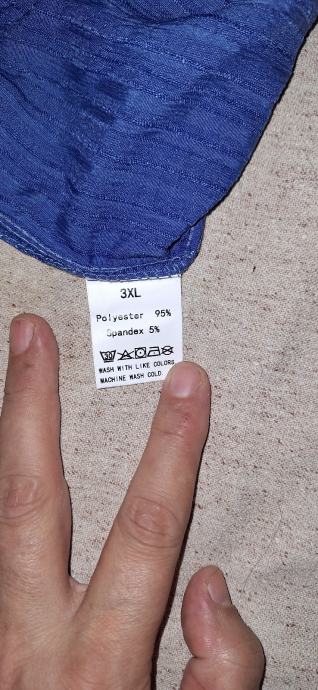 3XL
Polyester 95%
Spandex 5%
WASH WITH LIKE COLORS
MACHINE WASH COLD.